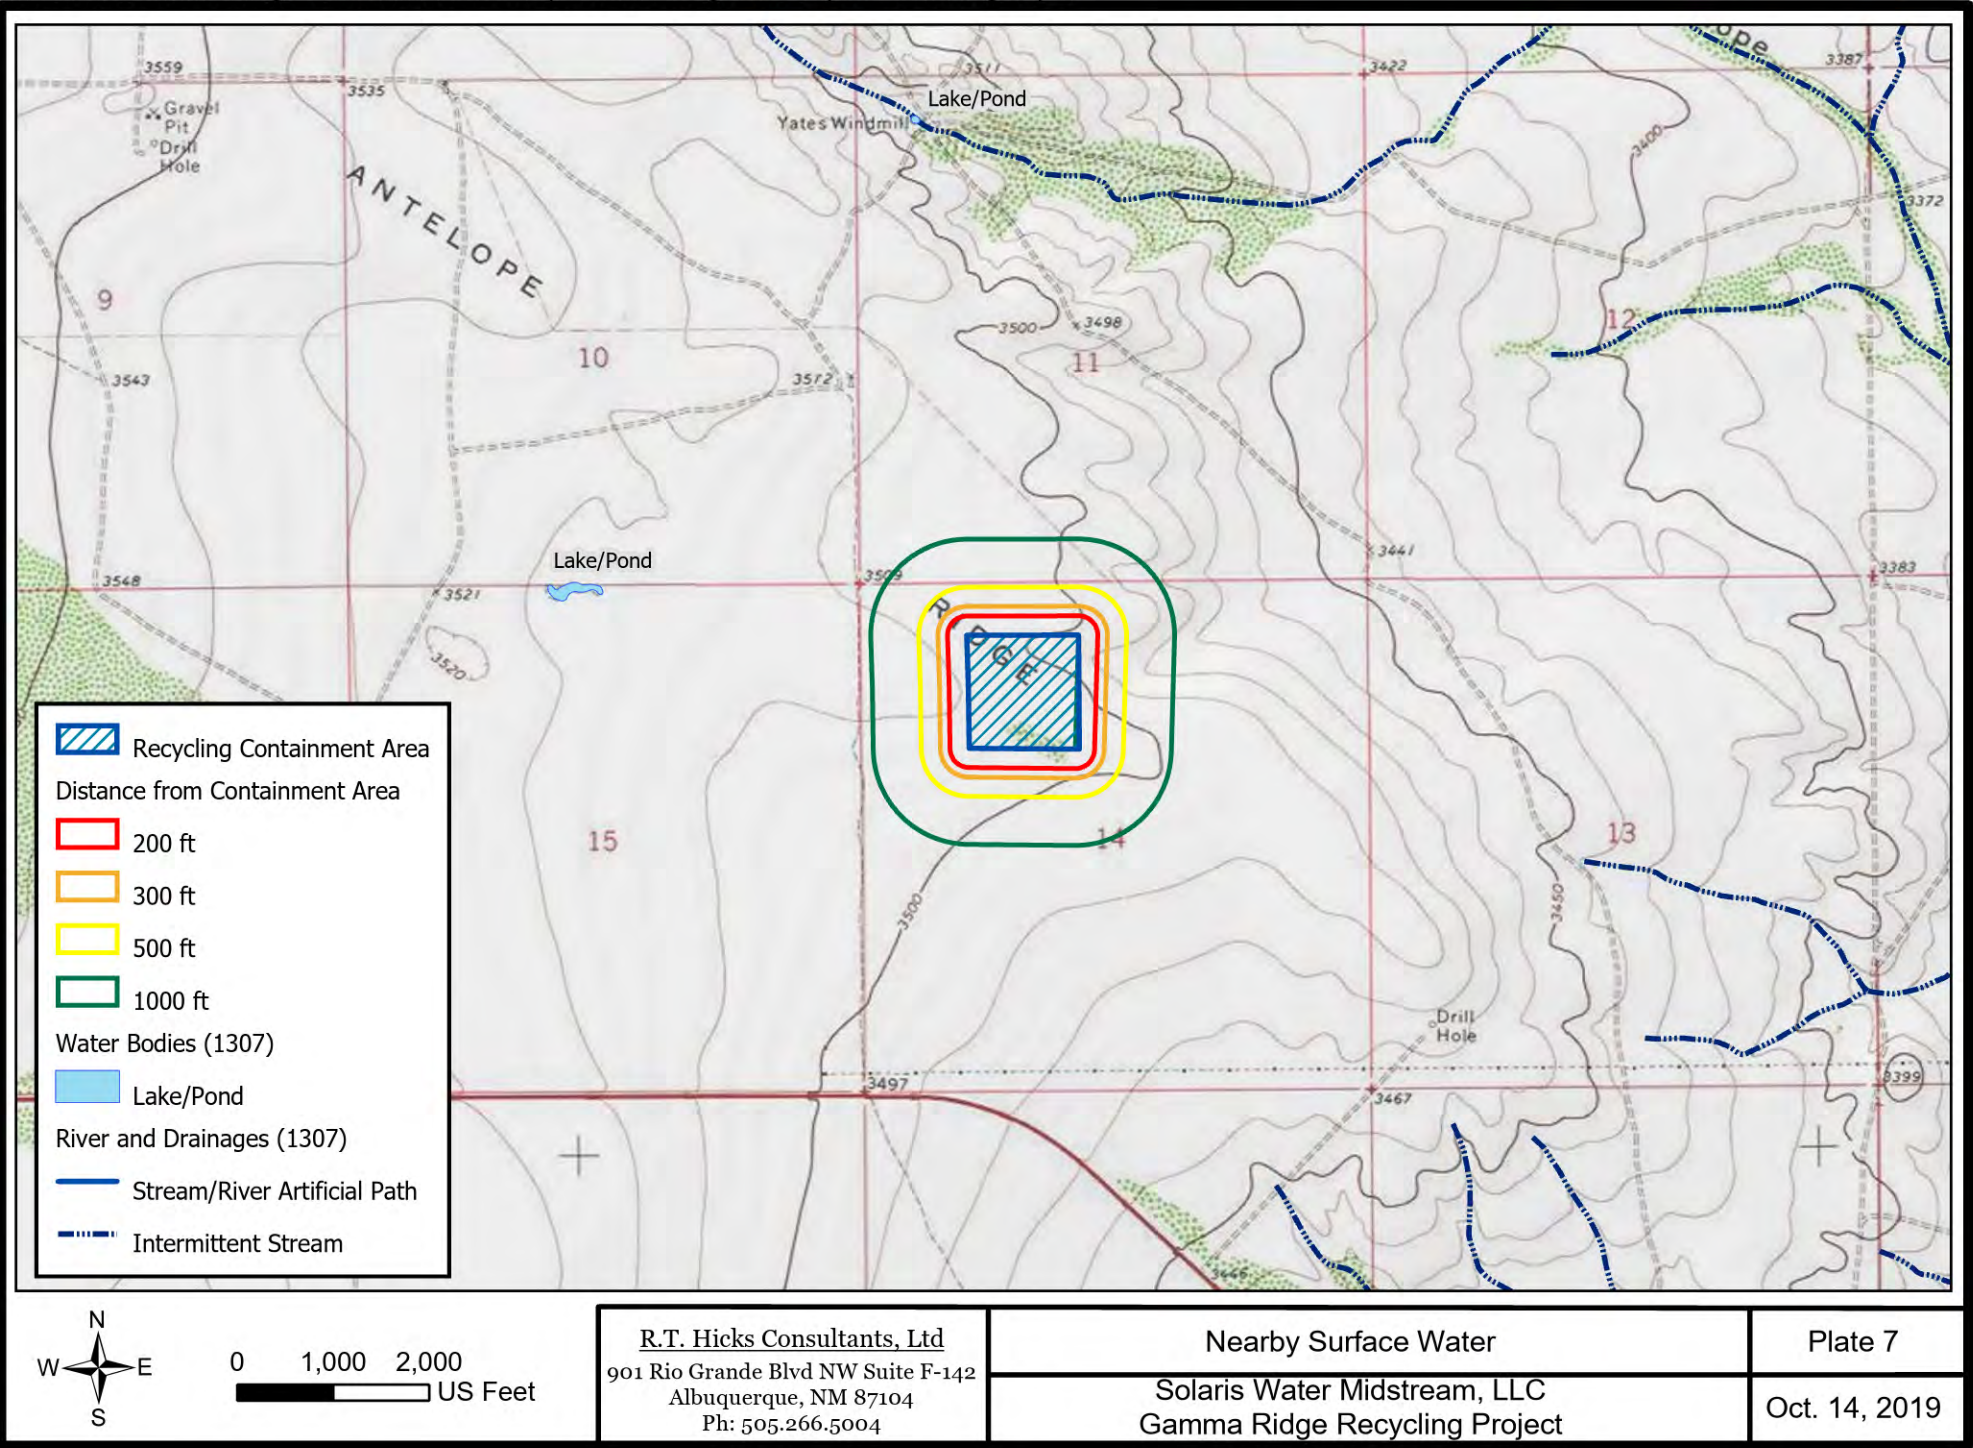 3559
3535
Gravel
Pit
Drill
Hole
3511
Lake/Pond
Yates Windmill
3422
ope
3387
3400
3372
ANTELOPE
9
10
3500
3498
11
12
3543
3572
3441
3548
3521
Lake/Pond
3509
3383
RIDGE
3520
15
14
13
3500
3450
Drill
Hole
3497
3467
3399
3446
Recycling Containment Area
Distance from Containment Area
200 ft
300 ft
500 ft
1000 ft
Water Bodies (1307)
Lake/Pond
River and Drainages (1307)
Stream/River Artificial Path
Intermittent Stream
N
W E
S
0 1,000 2,000
US Feet
R.T. Hicks Consultants, Ltd
901 Rio Grande Blvd NW Suite F-142
Albuquerque, NM 87104
Ph: 505.266.5004
Nearby Surface Water
Solaris Water Midstream, LLC
Gamma Ridge Recycling Project
Plate 7
Oct. 14, 2019